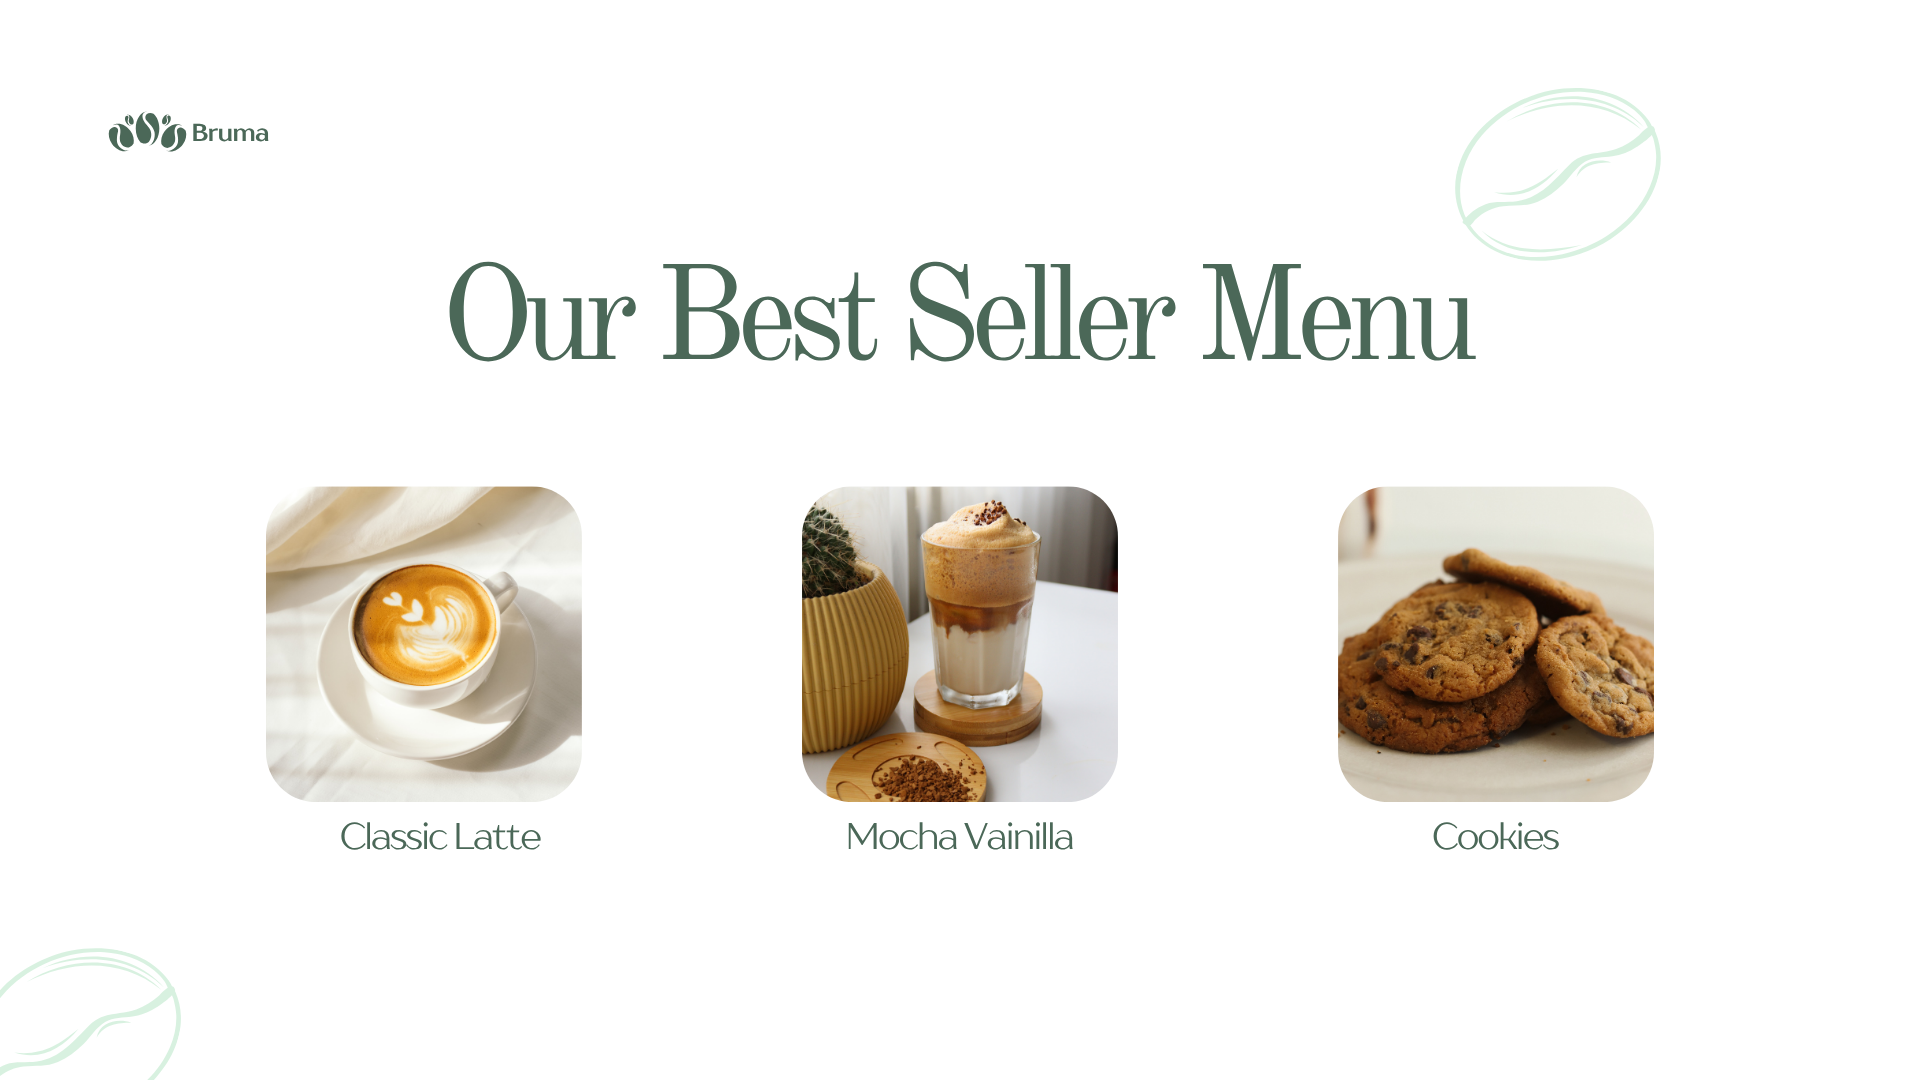 Bruma
Our Best Seller Menu
Classic Latte
Mocha Vainilla
Cookies